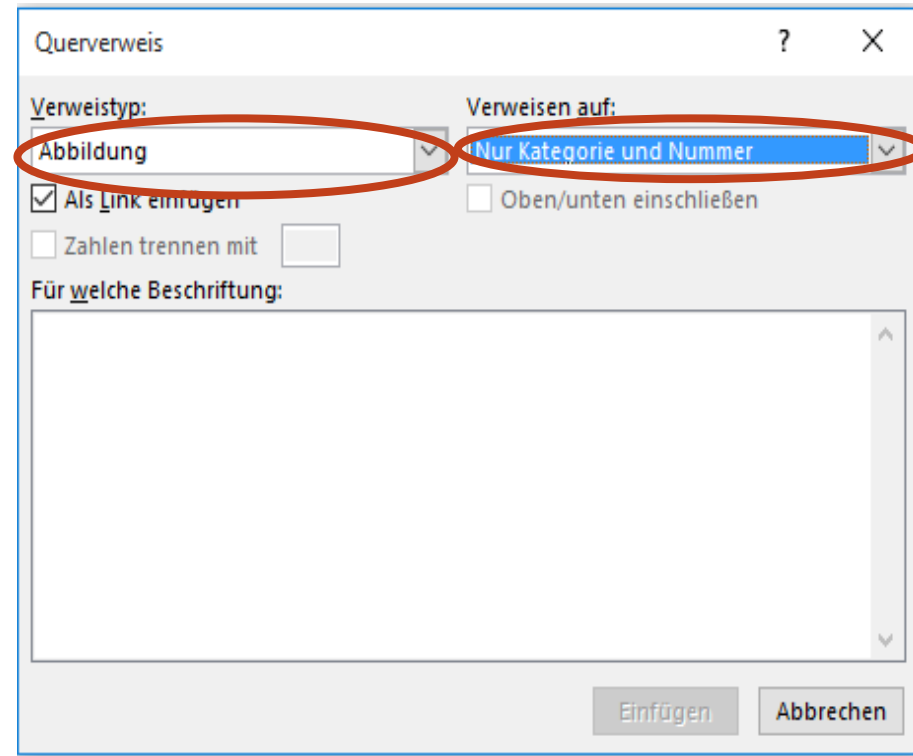 Querverweis ?
Verweistyp: Verweisen auf:
Abbildung Nur Kategorie und Nummer
Als Link einfügen Oben/unten einschließen
Zahlen trennen mit
Für welche Beschriftung:
Einfügen Abbrechen